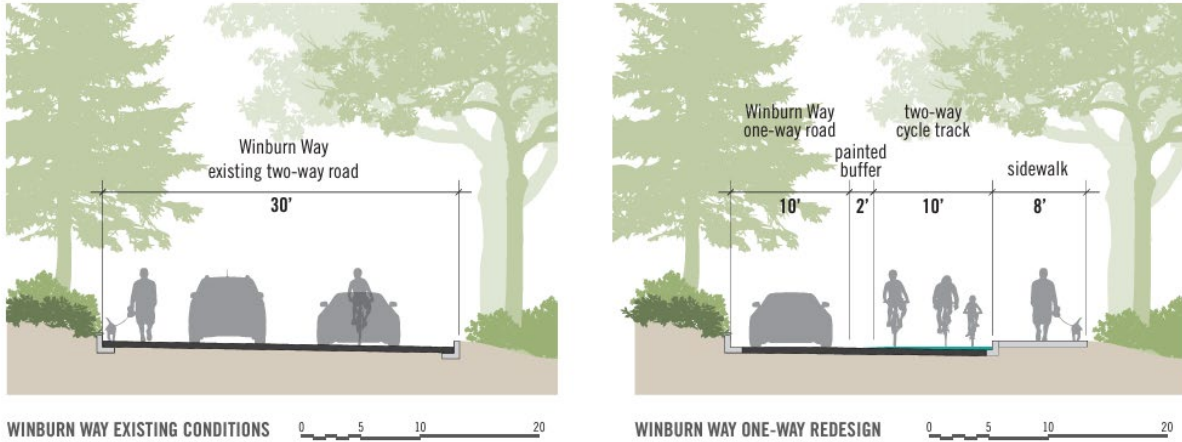 Winburn Way
existing two-way road
30'
WINBURN WAY EXISTING CONDITIONS
0 5 10 20
Winburn Way
one-way road
painted
buffer
two-way
cycle track
sidewalk
10' 2' 10' 8'
WINBURN WAY ONE-WAY REDESIGN
0 5 10 20